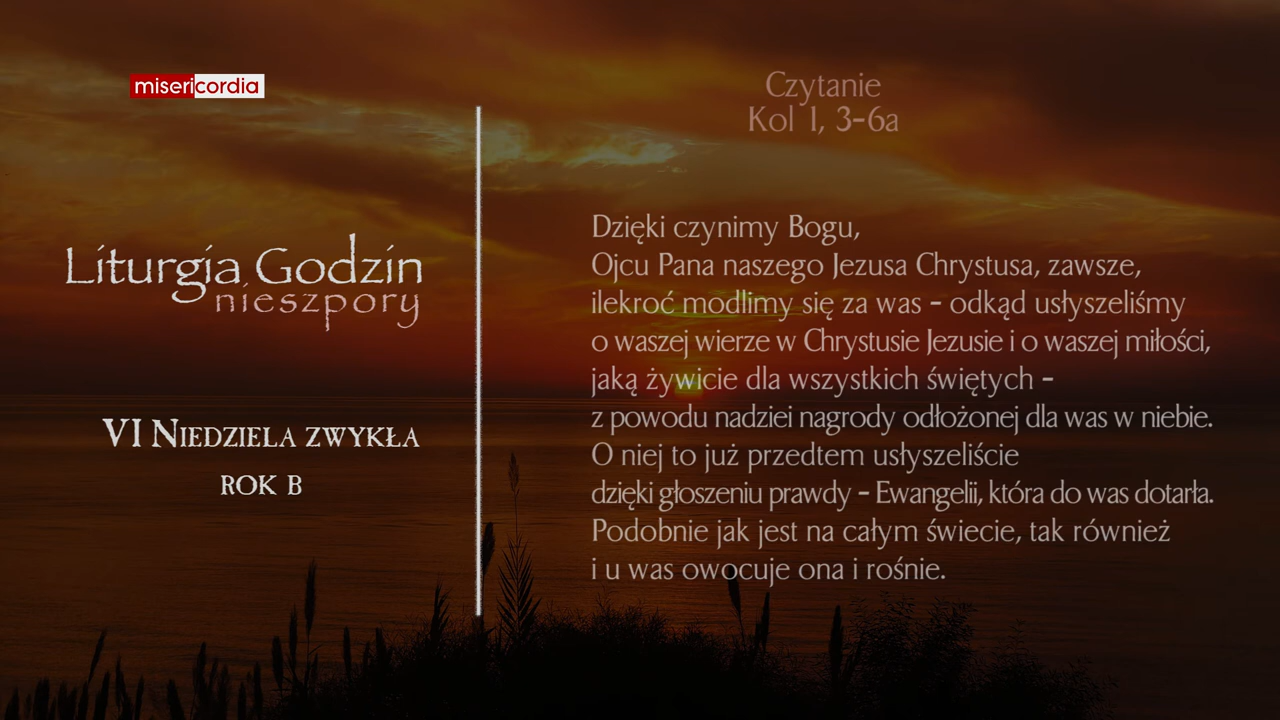 misericordia
Liturgia Godzin
nieszpory
VI Niedziela zwykła
rok B
Czytanie
Kol 1, 3-6a
Dzięki czynimy Bogu,
Ojcu Pana naszego Jezusa Chrystusa, zawsze,
ilekroć modlimy się za was - odkąd usłyszeliśmy
o waszej wierze w Chrystusie Jezusie i o waszej miłości,
jaką żywicie dla wszystkich świętych -
z powodu nadziei nagrody odłożonej dla was w niebie.
O niej to już przedtem usłyszeliście
dzięki głoszeniu prawdy - Ewangelii, która do was dotarła.
Podobnie jak jest na całym świecie, tak również
i u was owocuje ona i rośnie.